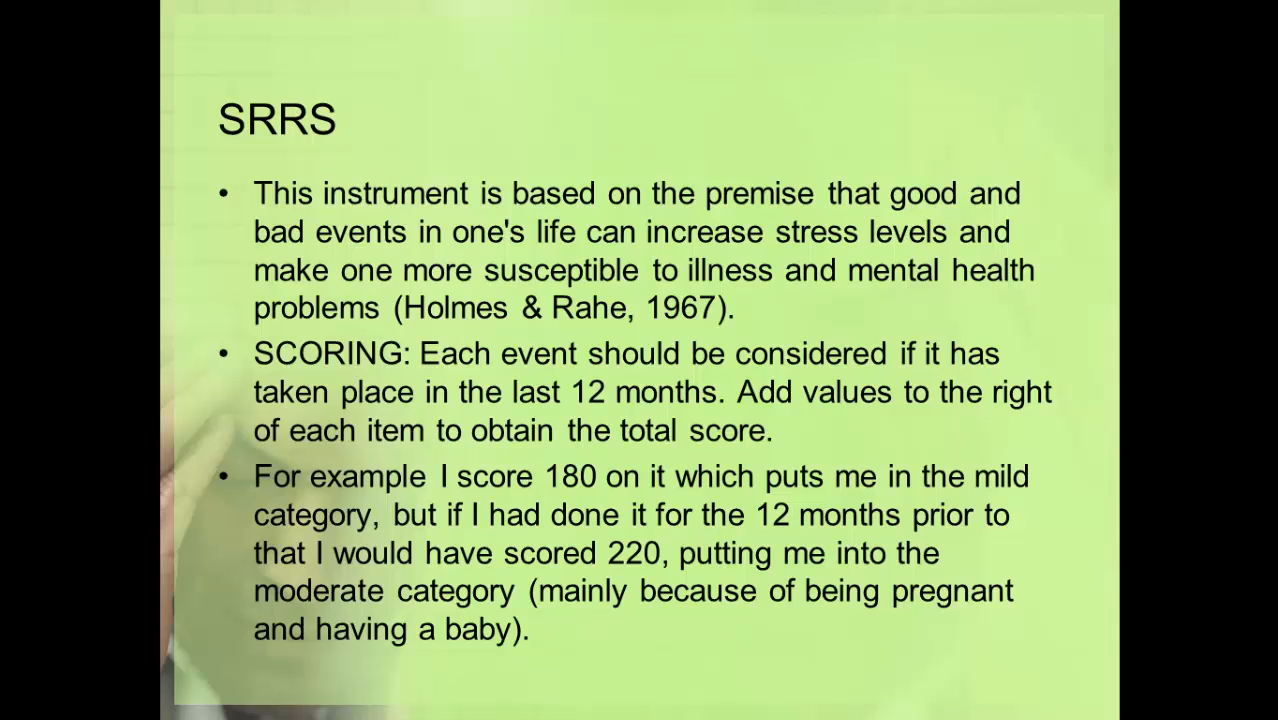 SRRS
• This instrument is based on the premise that good and
bad events in one's life can increase stress levels and
make one more susceptible to illness and mental health
problems (Holmes & Rahe, 1967).
• SCORING: Each event should be considered if it has
taken place in the last 12 months. Add values to the right
of each item to obtain the total score.
• For example I score 180 on it which puts me in the mild
category, but if I had done it for the 12 months prior to
that I would have scored 220, putting me into the
moderate category (mainly because of being pregnant
and having a baby).